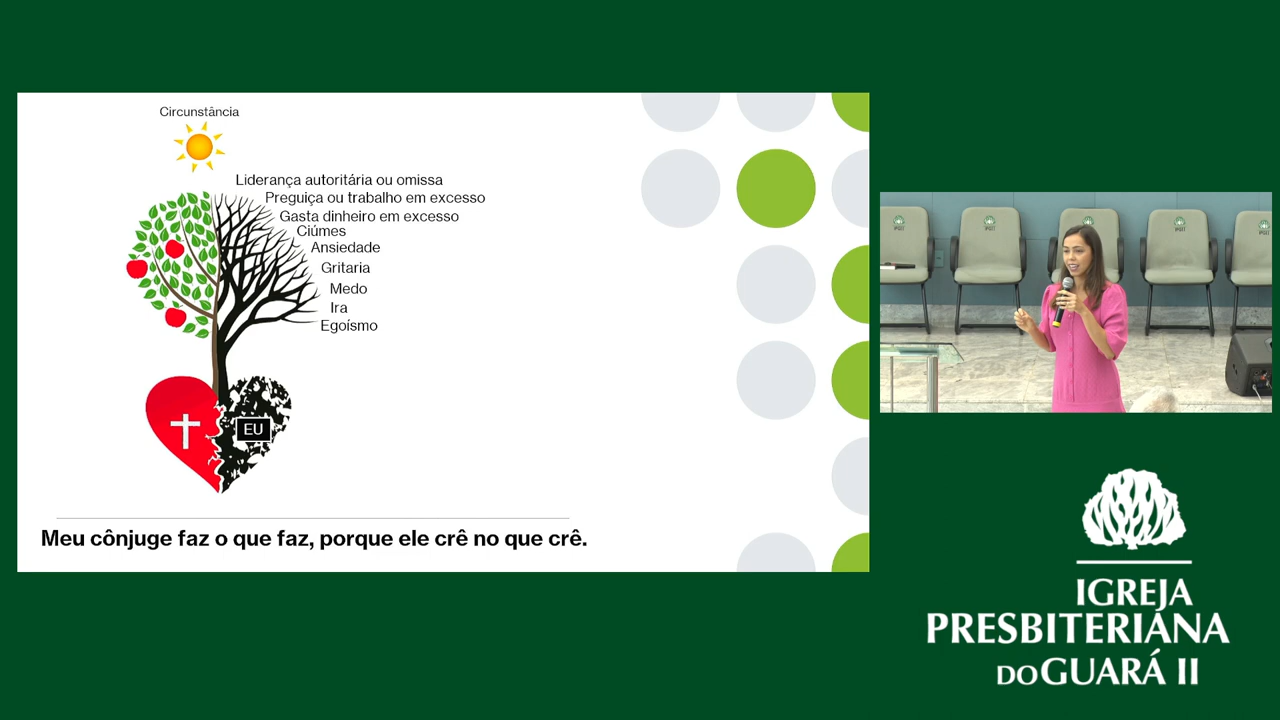 Circunstância
Liderança autoritária ou omissa
Preguiça ou trabalho em excesso
Gasta dinheiro em excesso
Ciúmes
Ansiedade
Gritaria
Medo
Ira
Egoísmo
EU
Meu cônjuge faz o que faz, porque ele crê no que crê.
IGREJA
PRESBITERIANA
DO GUARÁ II